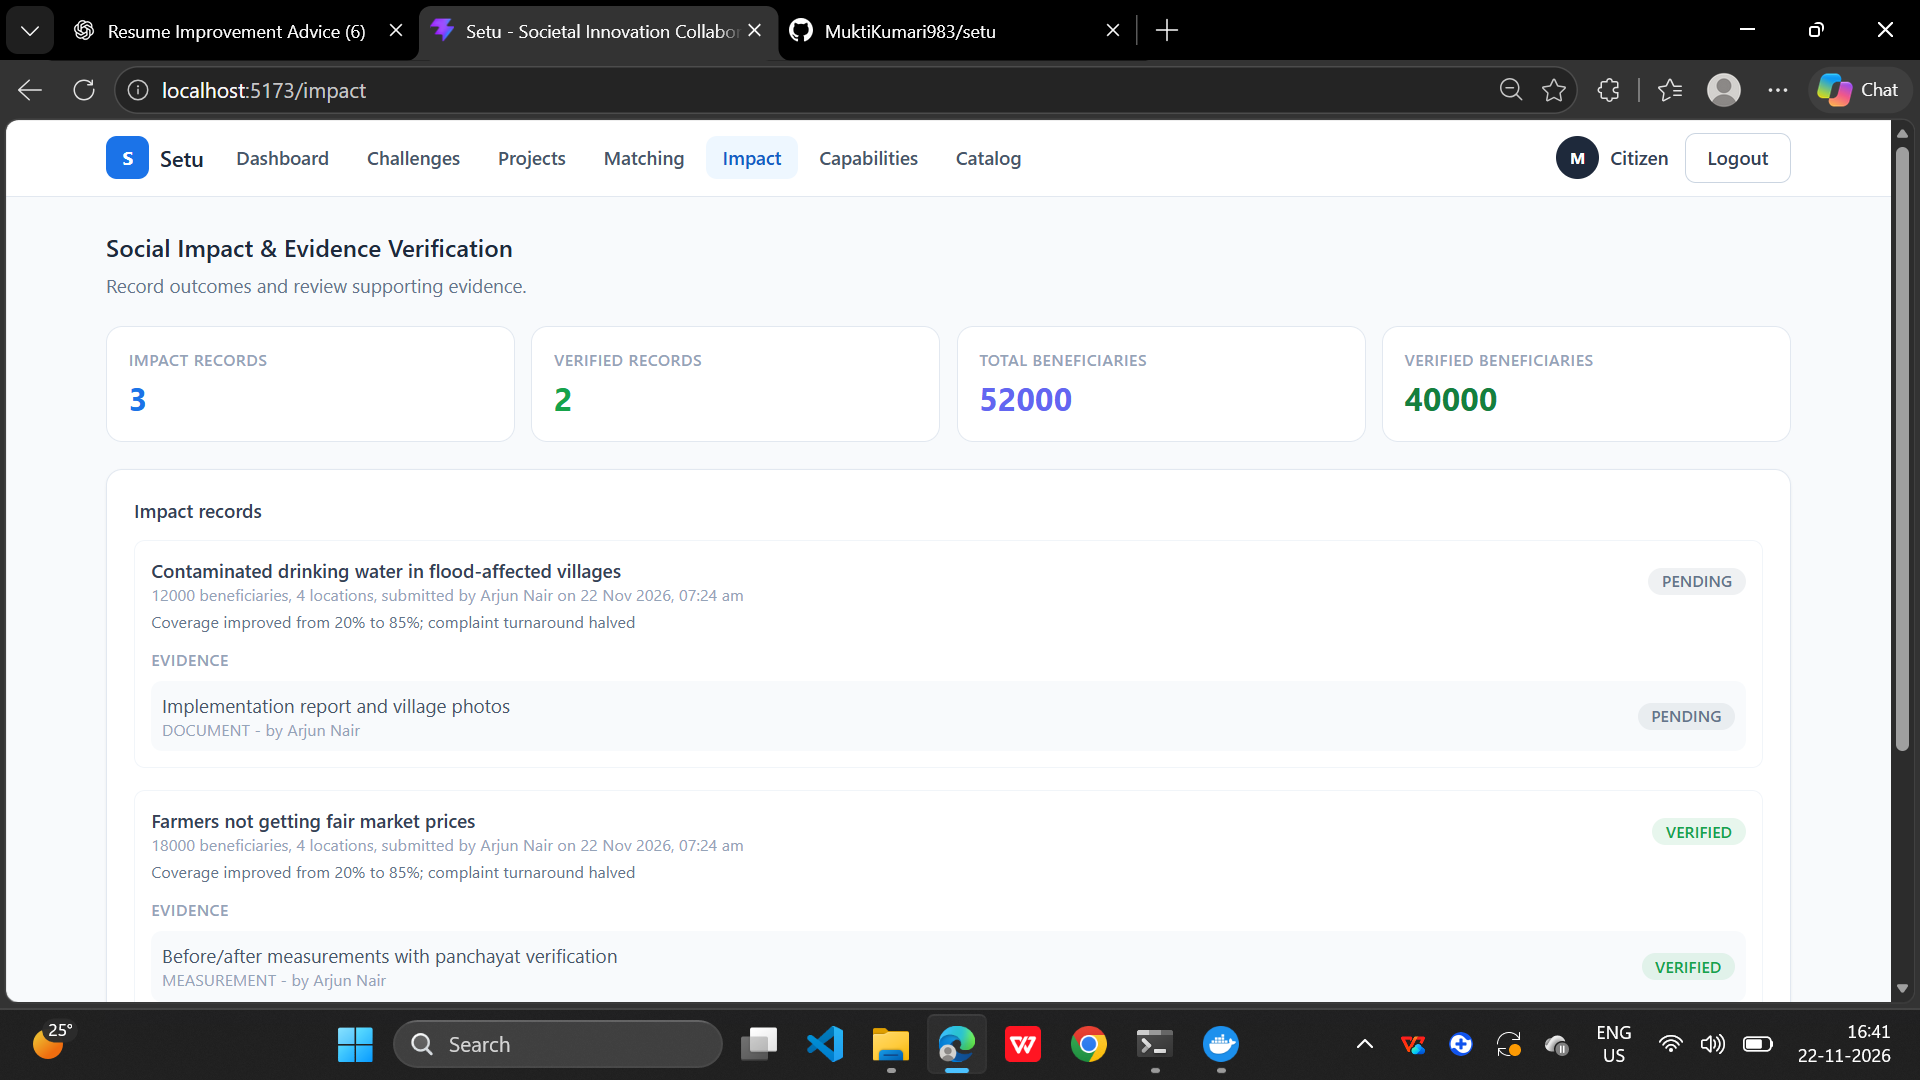 Resume Improvement Advice (6)
Setu - Societal Innovation Collabor
MuktiKumari983/setu
localhost:5173/impact
Chat
S
Setu
Dashboard
Challenges
Projects
Matching
Impact
Capabilities
Catalog
M
Citizen
Logout
Social Impact & Evidence Verification
Record outcomes and review supporting evidence.
IMPACT RECORDS
3
VERIFIED RECORDS
2
TOTAL BENEFICIARIES
52000
VERIFIED BENEFICIARIES
40000
Impact records
Contaminated drinking water in flood-affected villages
PENDING
12000 beneficiaries, 4 locations, submitted by Arjun Nair on 22 Nov 2026, 07:24 am
Coverage improved from 20% to 85%; complaint turnaround halved
EVIDENCE
Implementation report and village photos
PENDING
DOCUMENT - by Arjun Nair
Farmers not getting fair market prices
VERIFIED
18000 beneficiaries, 4 locations, submitted by Arjun Nair on 22 Nov 2026, 07:24 am
Coverage improved from 20% to 85%; complaint turnaround halved
EVIDENCE
Before/after measurements with panchayat verification
VERIFIED
MEASUREMENT - by Arjun Nair
25°
Search
ENG
US
16:41
22-11-2026